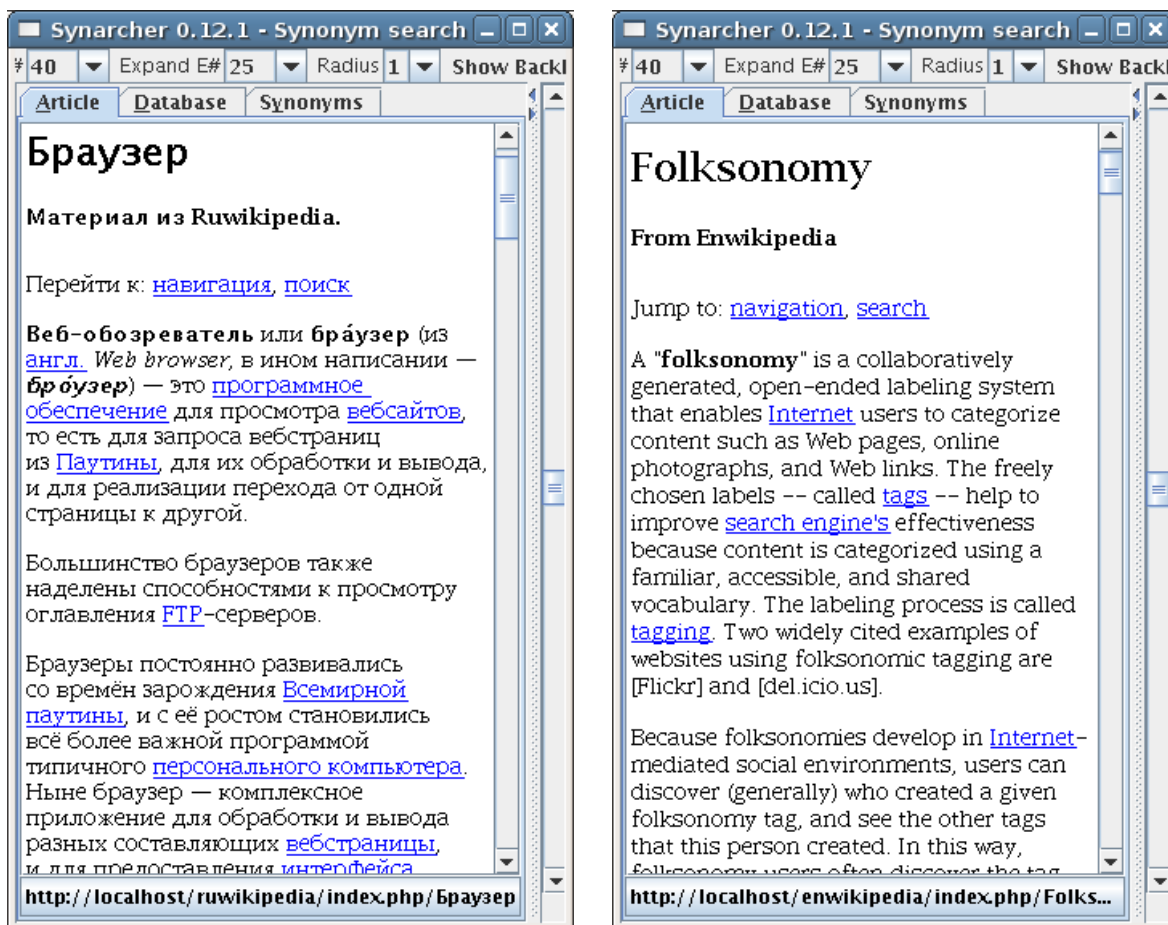 Synarcher 0.12.1 - Synonym search
# 40 Expand E# 25 Radius 1 Show Backl
Article Database Synonyms
Браузер
Материал из Ruwikipedia.
Перейти к: навигация, поиск
Веб-обозреватель или бра́узер (из
англ. Web browser, в ином написании —
бро́узер) — это программное
обеспечение для просмотра вебсайтов,
то есть для запроса вебстраниц
из Паутины, для их обработки и вывода,
и для реализации перехода от одной
страницы к другой.
Большинство браузеров также
наделены способностями к просмотру
оглавления FTP-серверов.
Браузеры постоянно развивались
со времён зарождения Всемирной
паутины, и с её ростом становились
всё более важной программой
типичного персонального компьютера.
Ныне браузер — комплексное
приложение для обработки и вывода
разных составляющих вебстраницы,
и для предоставления интерфейса
http://localhost/ruwikipedia/index.php/Браузер
Synarcher 0.12.1 - Synonym search
# 40 Expand E# 25 Radius 1 Show Backl
Article Database Synonyms
Folksonomy
From Enwikipedia
Jump to: navigation, search
A "folksonomy" is a collaboratively
generated, open-ended labeling system
that enables Internet users to categorize
content such as Web pages, online
photographs, and Web links. The freely
chosen labels -- called tags -- help to
improve search engine's effectiveness
because content is categorized using a
familiar, accessible, and shared
vocabulary. The labeling process is called
tagging. Two widely cited examples of
websites using folksonomic tagging are
[Flickr] and [del.icio.us].
Because folksonomies develop in Internet-
mediated social environments, users can
discover (generally) who created a given
folksonomy tag, and see the other tags
that this person created. In this way,
folksonomy users often discover the tag
http://localhost/enwikipedia/index.php/Folks...